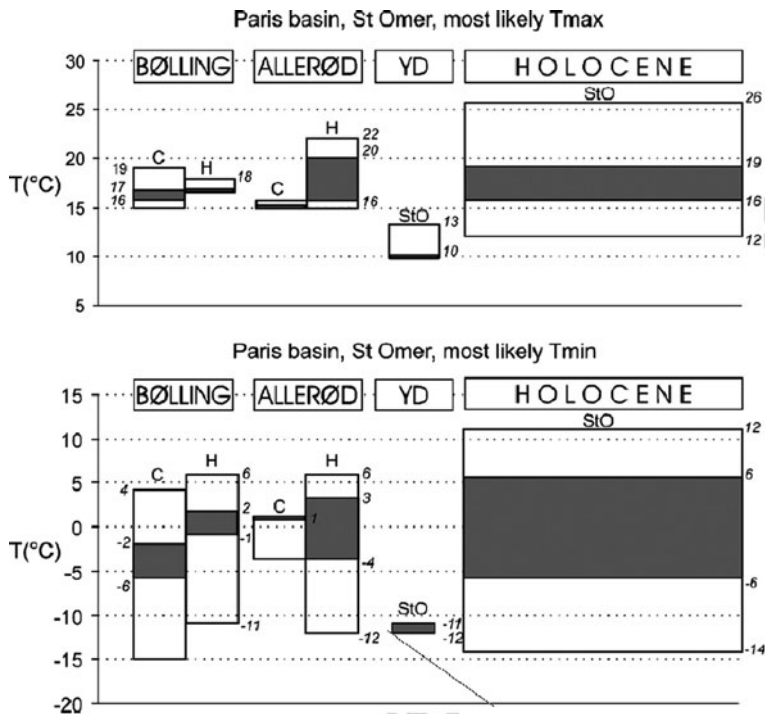 Paris basin, St Omer, most likely Tmax
BØLLING ALLERØD YD HOLOCENE
30
StO
26
25
H
22
C
20
20
19
H
18
19
T(°C)
17
C
16
15
16
16
StO
13
12
10
10
5
Paris basin, St Omer, most likely Tmin
BØLLING ALLERØD YD HOLOCENE
15
StO
12
10
C
H
H
6
6
6
5
4
C
3
2
1
0
T(°C)
-2
-1
-4
-5
-6
-6
-10
StO
-11
-11
-12
-12
-14
-15
-20